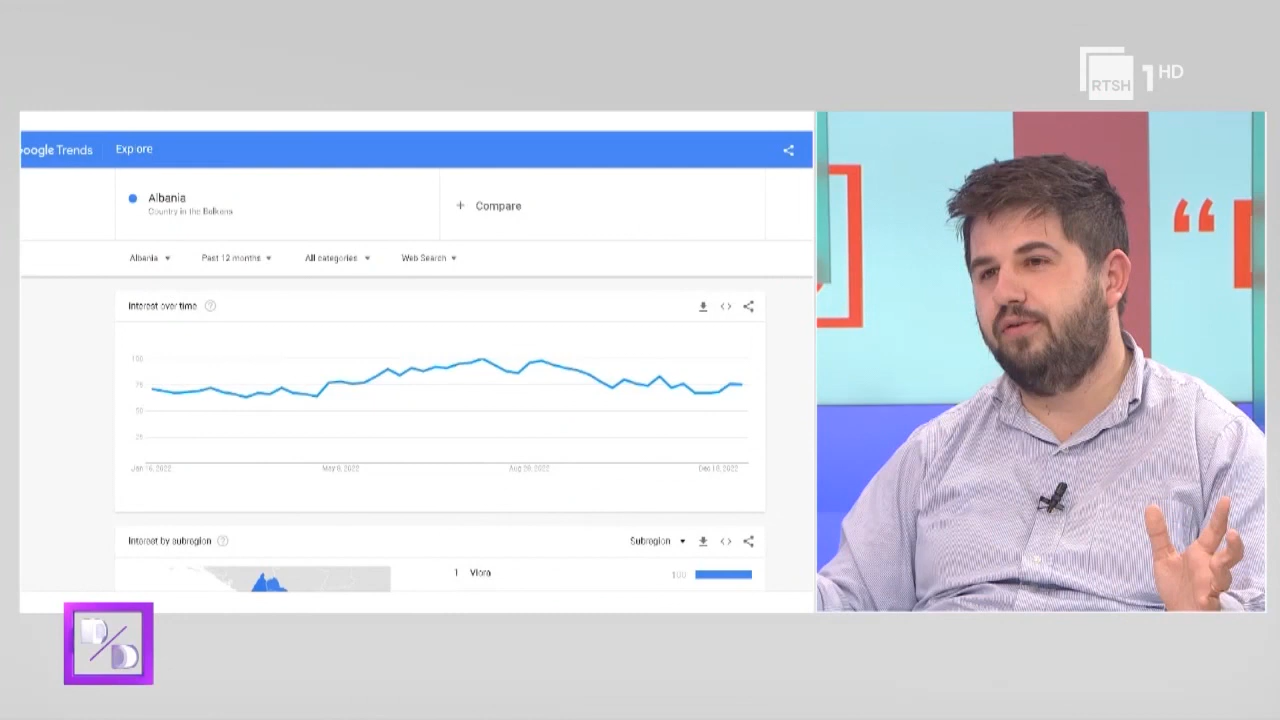 RTSH 1 HD
oogle Trends
Explore
Albania
Country in the Balkans
+ Compare
Albania
Past 12 months
All categories
Web Search
Interest over time
100
75
50
25
Jan 16, 2022
May 8, 2022
Aug 28, 2022
Dec 18, 2022
Interest by subregion
Subregion
1 Vlora
100
“
D/D